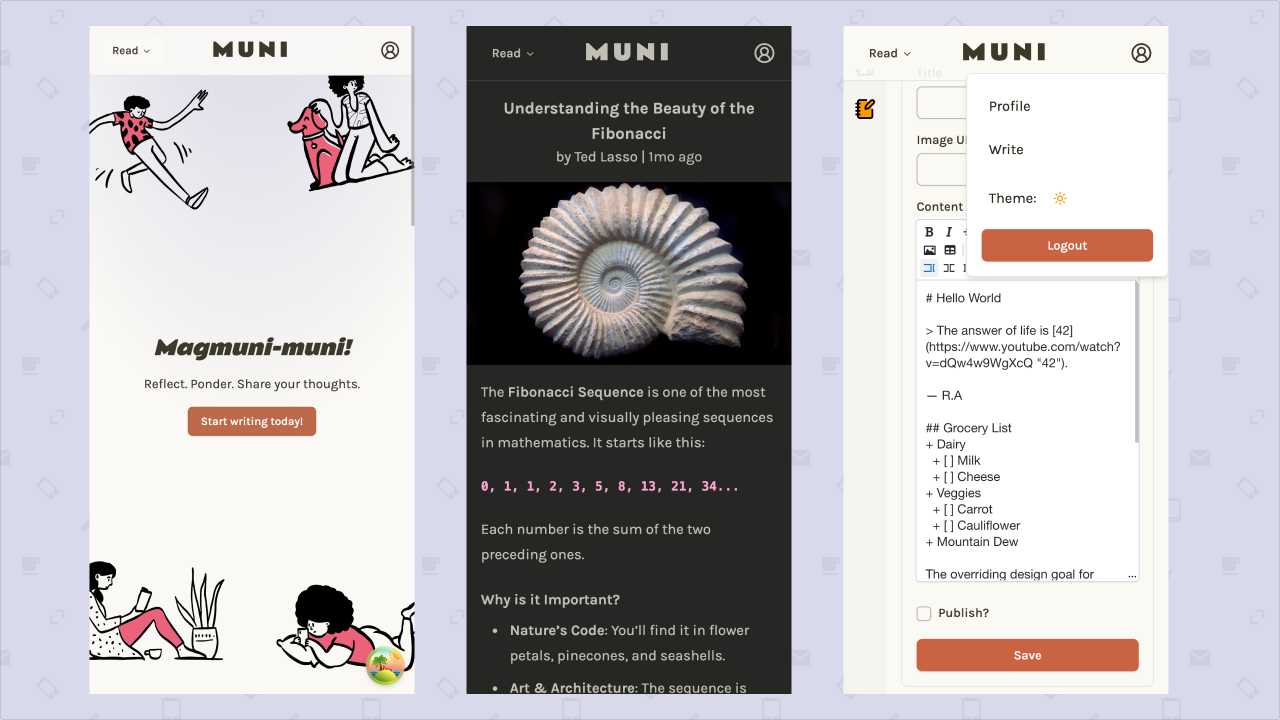 Read
MUNI
Magmuni-muni!
Reflect. Ponder. Share your thoughts.
Start writing today!
Read
MUNI
Understanding the Beauty of the
Fibonacci
by Ted Lasso | 1mo ago
The Fibonacci Sequence is one of the most
fascinating and visually pleasing sequences
in mathematics. It starts like this:
0, 1, 1, 2, 3, 5, 8, 13, 21, 34...
Each number is the sum of the two
preceding ones.
Why is it Important?
• Nature’s Code: You’ll find it in flower
petals, pinecones, and seashells.
• Art & Architecture: The sequence is
Read
MUNI
Title
Profile
Image
Write
Theme:
Content
Logout
B I
# Hello World
> The answer of life is [42]
(https://www.youtube.com/watch?
v=dQw4w9WgXcQ "42").
— R.A
## Grocery List
+ Dairy
+ [ ] Milk
+ [ ] Cheese
+ Veggies
+ [ ] Carrot
+ [ ] Cauliflower
+ Mountain Dew
The overriding design goal for
Publish?
Save